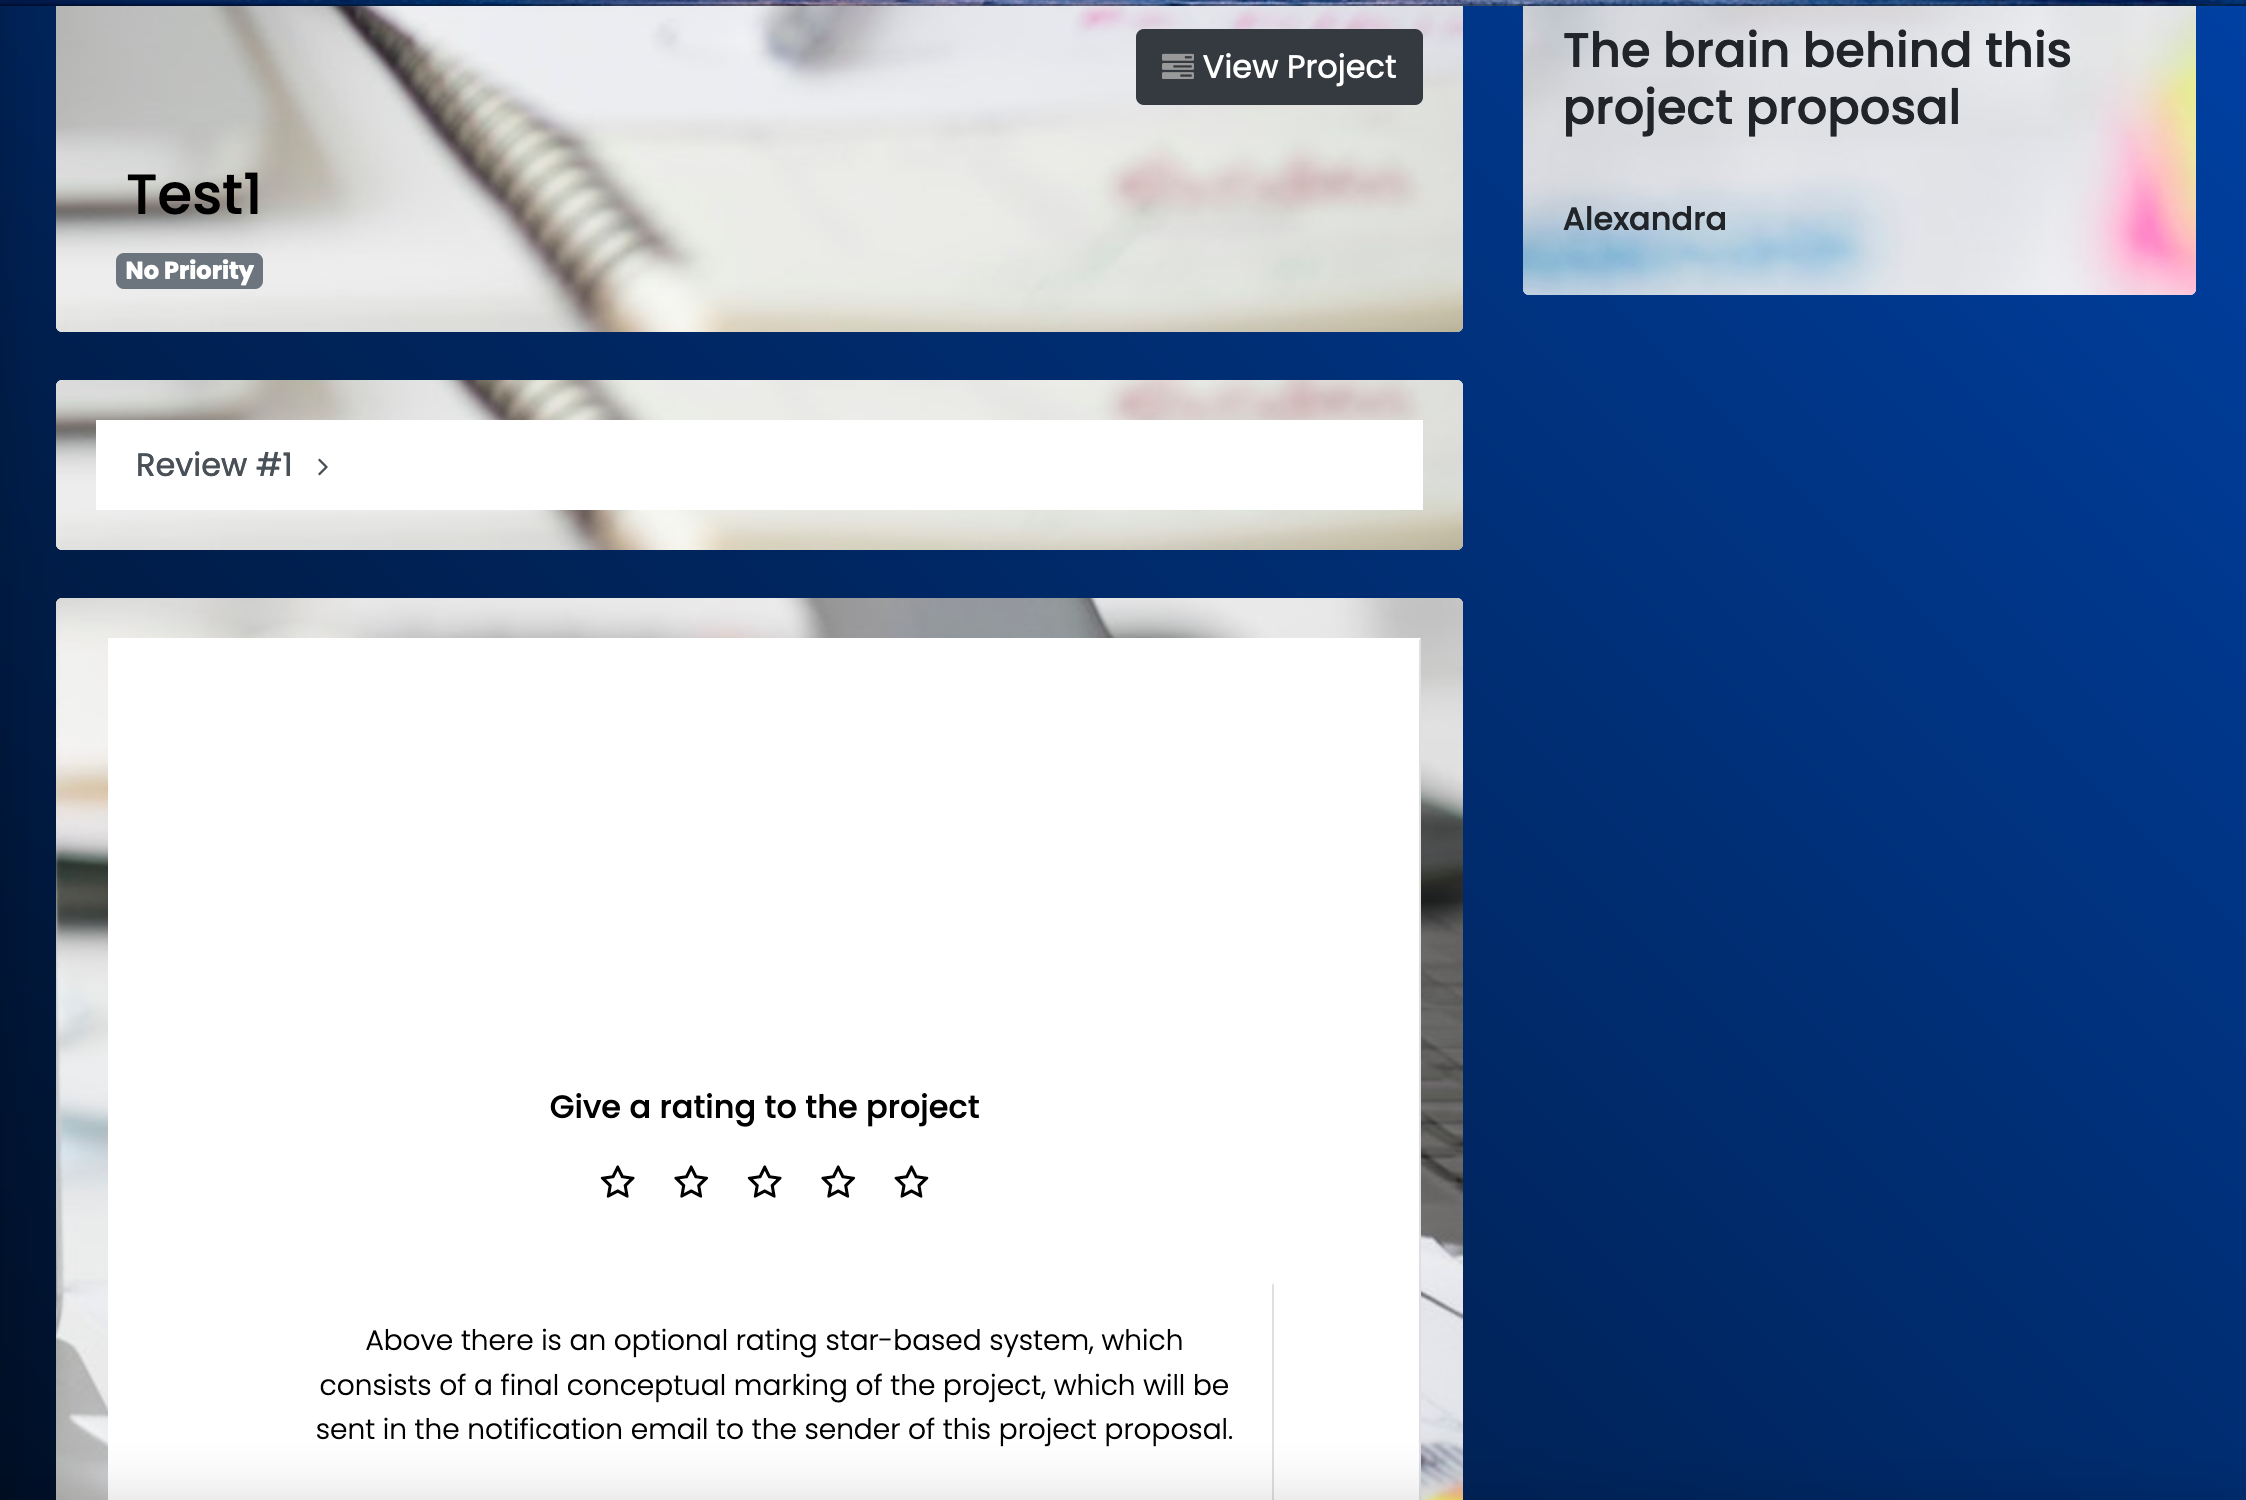 View Project
Test1
No Priority
The brain behind this
project proposal
Alexandra
Review #1
Give a rating to the project
Above there is an optional rating star-based system, which
consists of a final conceptual marking of the project, which will be
sent in the notification email to the sender of this project proposal.